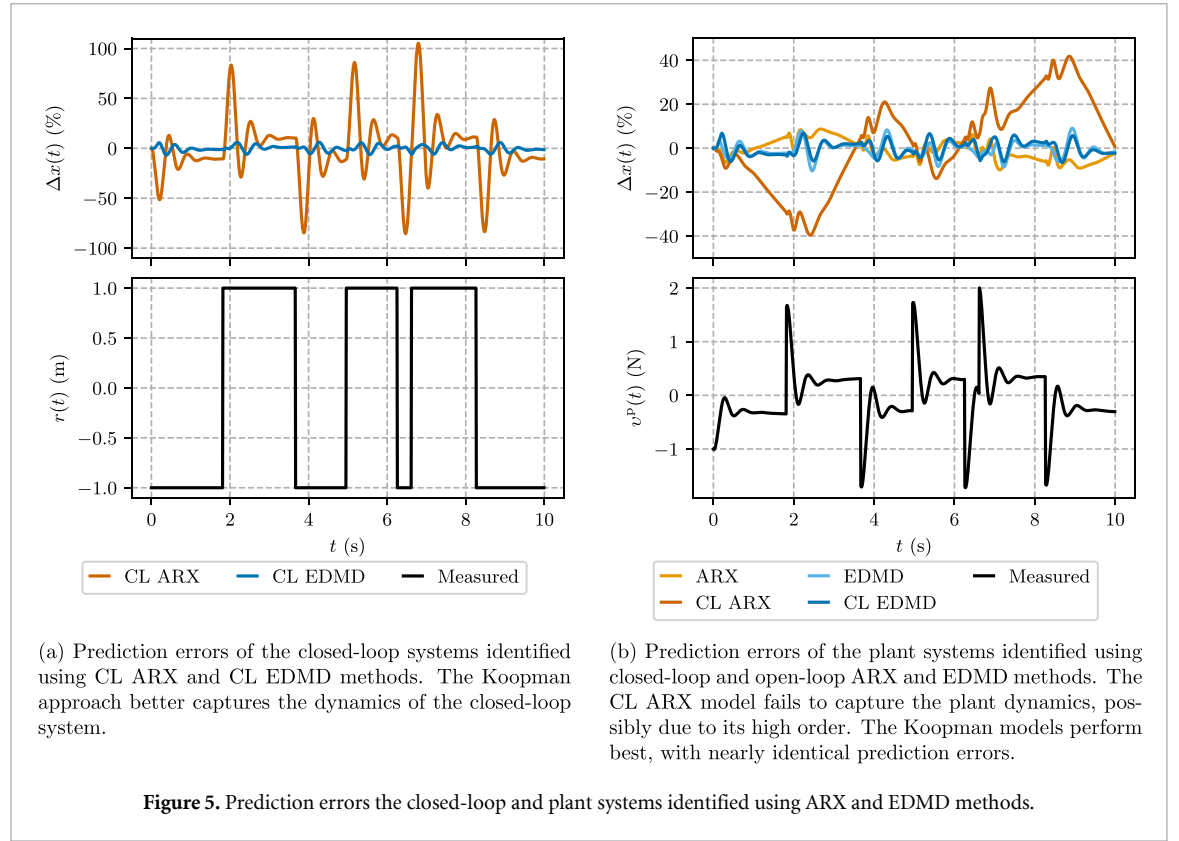 100
50
0
−50
−100
Δx(t) (%)
1.0
0.5
0.0
−0.5
−1.0
r(t) (m)
0 2 4 6 8 10
t (s)
CL ARX CL EDMD Measured
40
20
0
−20
−40
Δx(t) (%)
2
1
0
−1
vᵖ(t) (N)
0 2 4 6 8 10
t (s)
ARX EDMD Measured
CL ARX CL EDMD
(a) Prediction errors of the closed-loop systems identified
using CL ARX and CL EDMD methods. The Koopman
approach better captures the dynamics of the closed-loop
system.
(b) Prediction errors of the plant systems identified using
closed-loop and open-loop ARX and EDMD methods. The
CL ARX model fails to capture the plant dynamics, pos-
sibly due to its high order. The Koopman models perform
best, with nearly identical prediction errors.
Figure 5. Prediction errors the closed-loop and plant systems identified using ARX and EDMD methods.